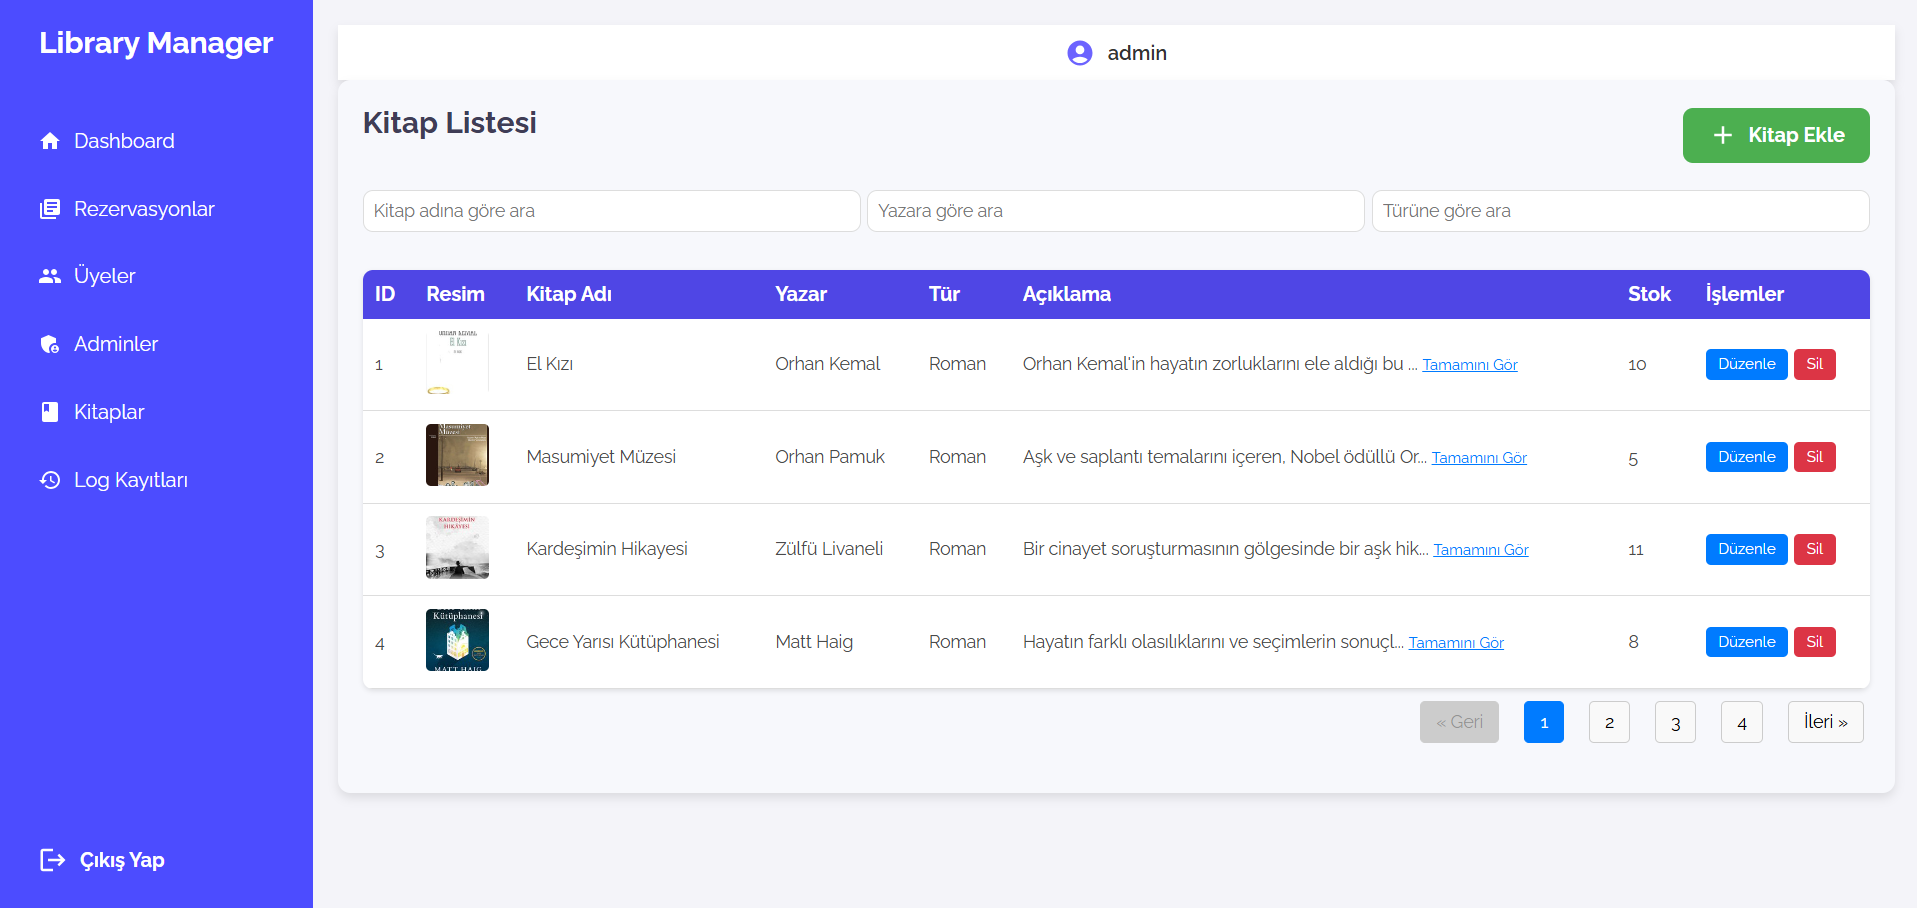 Library Manager
Dashboard
Rezervasyonlar
Üyeler
Adminler
Kitaplar
Log Kayıtları
Çıkış Yap
admin
Kitap Listesi
Kitap Ekle
Kitap adına göre ara Yazara göre ara Türüne göre ara
ID Resim Kitap Adı Yazar Tür Açıklama Stok İşlemler
1 El Kızı El Kızı Orhan Kemal Roman Orhan Kemal'in hayatın zorluklarını ele aldığı bu ... Tamamını Gör 10 Düzenle Sil
2 Masumiyet Müzesi Masumiyet Müzesi Orhan Pamuk Roman Aşk ve saplantı temalarını içeren, Nobel ödüllü Or... Tamamını Gör 5 Düzenle Sil
3 KARDEŞİMİN HİKAYESİ Kardeşimin Hikayesi Zülfü Livaneli Roman Bir cinayet soruşturmasının gölgesinde bir aşk hik... Tamamını Gör 11 Düzenle Sil
4 Kütüphanesi MATT HAIG Gece Yarısı Kütüphanesi Matt Haig Roman Hayatın farklı olasılıklarını ve seçimlerin sonuçl... Tamamını Gör 8 Düzenle Sil
« Geri 1 2 3 4 İleri »